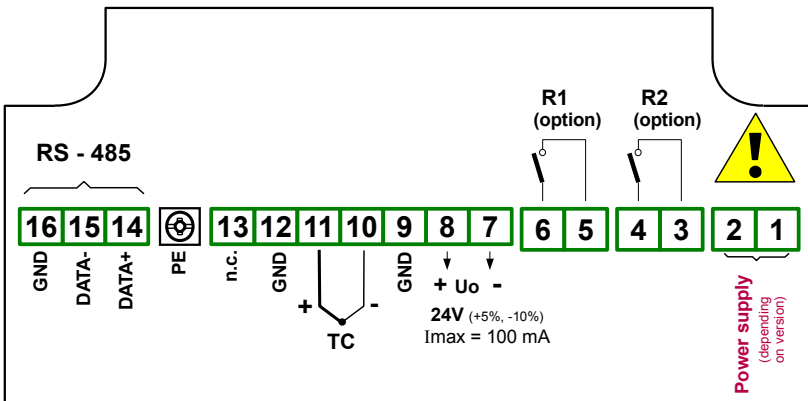 R1
(option)
R2
(option)
RS - 485
16 15 14 13 12 11 10 9 8 7 6 5 4 3 2 1
GND
DATA-
DATA+
PE
n.c.
GND
+ -
TC
GND
+ Uo -
24V (+5%, -10%)
Imax = 100 mA
Power supply
(depending
on version)